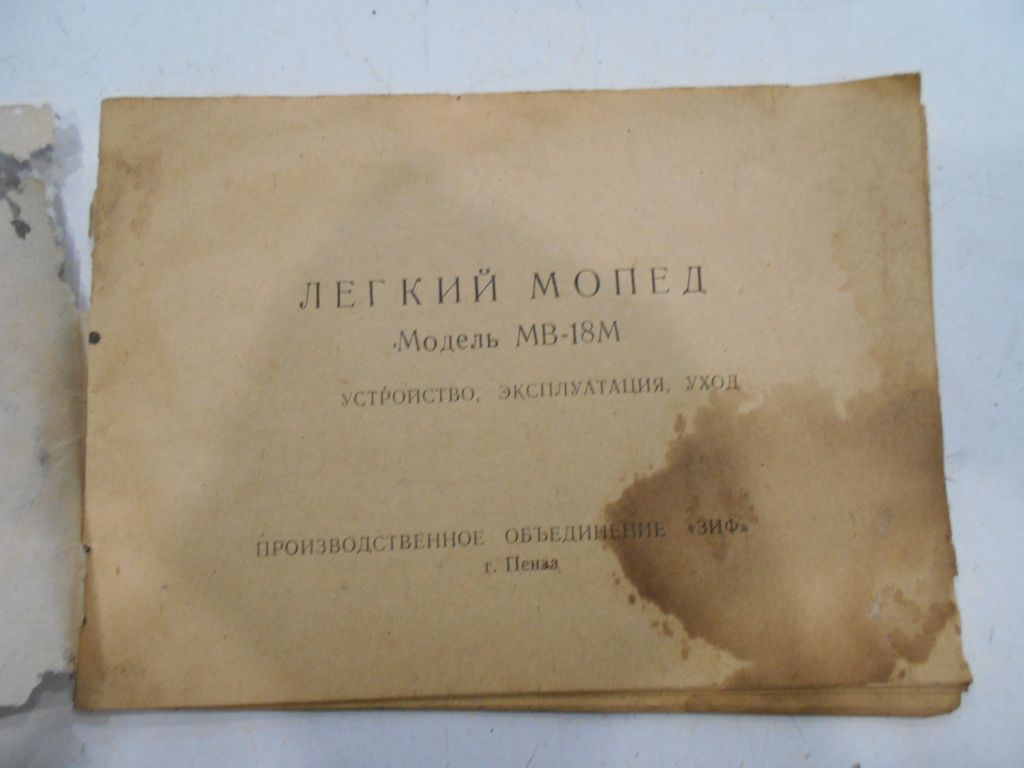 ЛЕГКИЙ МОПЕД
Модель МВ-18М
УСТРОЙСТВО, ЭКСПЛУАТАЦИЯ, УХОД
ПРОИЗВОДСТВЕННОЕ ОБЪЕДИНЕНИЕ «ЗИФ»
г. Пенза